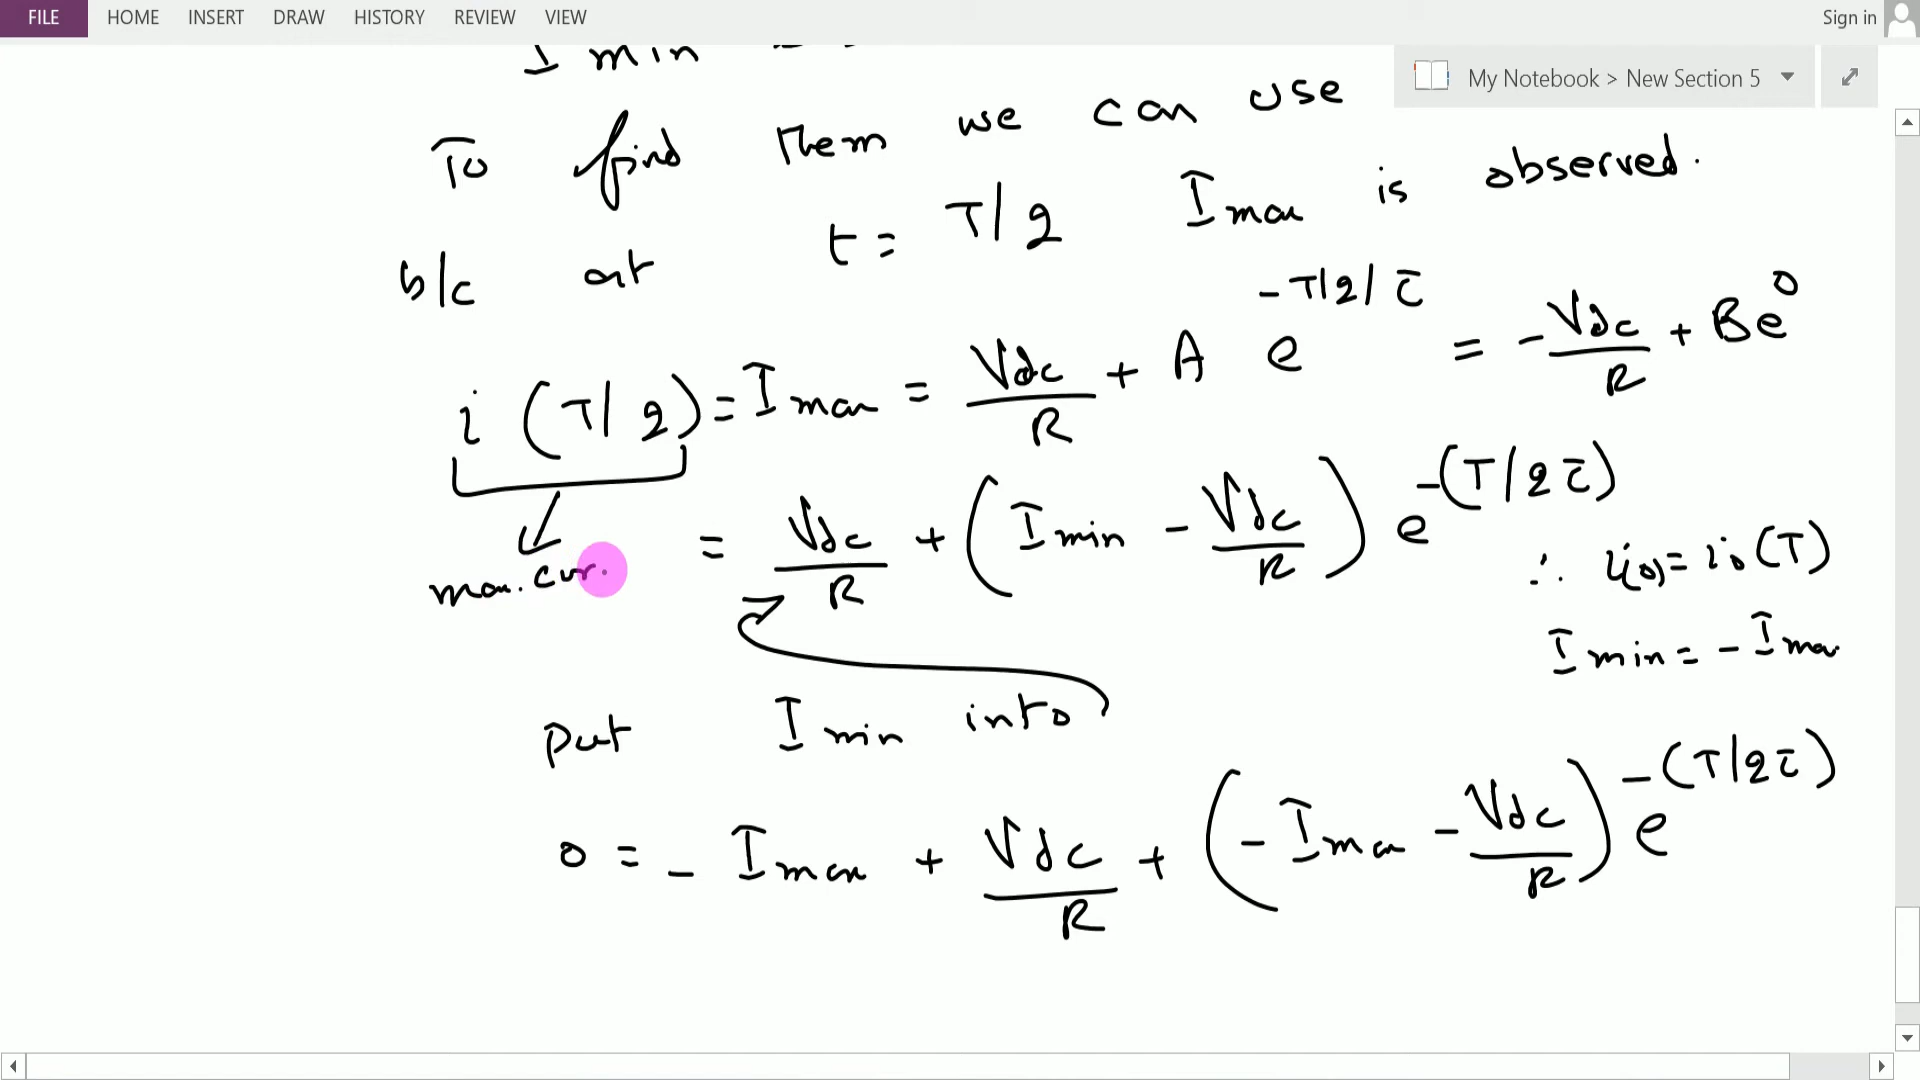 FILE HOME INSERT DRAW HISTORY REVIEW VIEW Sign in
My Notebook > New Section 5
I min
To find them we can use
b/c at t = T/2 Imax is observed.
i (T/2) = Imax = Vdc/R + A e^-T/2/τ = -Vdc/R + Be^0
max. cur.
= Vdc/R + (Imin - Vdc/R) e^-(T/2τ)
∴ i(0) = io(T)
Imin = - Imax
put Imin into
0 = - Imax + Vdc/R + (- Imax - Vdc/R) e^-(T/2τ)